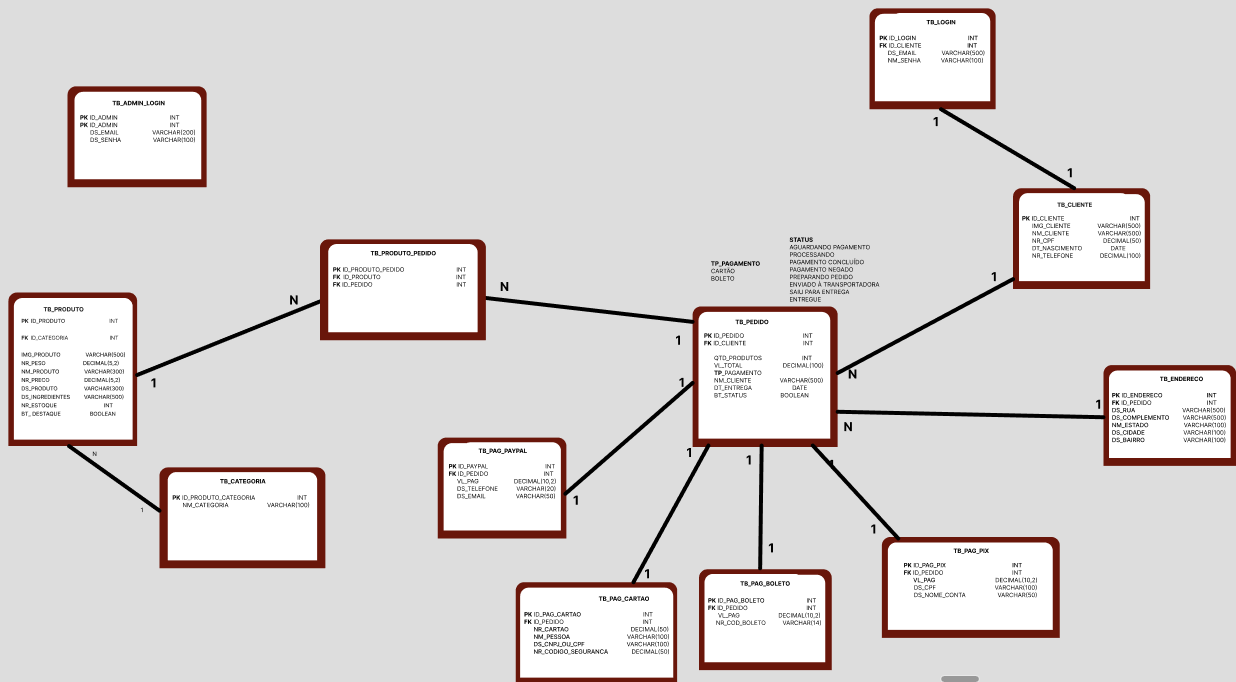 TB_LOGIN
PK ID_LOGIN INT
FK ID_CLIENTE INT
DS_EMAIL VARCHAR(500)
NM_SENHA VARCHAR(100)
1
1
TB_ADMIN_LOGIN
PK ID_ADMIN INT
PK ID_ADMIN INT
DS_EMAIL VARCHAR(200)
DS_SENHA VARCHAR(100)
TB_CLIENTE
PK ID_CLIENTE INT
IMG_CLIENTE VARCHAR(500)
NM_CLIENTE VARCHAR(500)
NR_CPF DECIMAL(50)
DT_NASCIMENTO DATE
NR_TELEFONE DECIMAL(100)
1
N
TB_PRODUTO_PEDIDO
PK ID_PRODUTO_PEDIDO INT
FK ID_PRODUTO INT
FK ID_PEDIDO INT
N
N
1
1
TP_PAGAMENTO
CARTÃO
BOLETO
STATUS
AGUARDANDO PAGAMENTO
PROCESSANDO
PAGAMENTO CONCLUÍDO
PAGAMENTO NEGADO
PREPARANDO PEDIDO
ENVIADO À TRANSPORTADORA
SAIU PARA ENTREGA
ENTREGUE
TB_PRODUTO
PK ID_PRODUTO INT
FK ID_CATEGORIA INT
IMG_PRODUTO VARCHAR(500)
NR_PESO DECIMAL(5,2)
NM_PRODUTO VARCHAR(300)
NR_PRECO DECIMAL(5,2)
DS_PRODUTO VARCHAR(300)
DS_INGREDIENTES VARCHAR(500)
NR_ESTOQUE INT
BT_ DESTAQUE BOOLEAN
N
1
TB_PEDIDO
PK ID_PEDIDO INT
FK ID_CLIENTE INT
QTD_PRODUTOS INT
VL_TOTAL DECIMAL(100)
TP_PAGAMENTO
NM_CLIENTE VARCHAR(500)
DT_ENTREGA DATE
BT_STATUS BOOLEAN
N
1
TB_ENDERECO
PK ID_ENDERECO INT
FK ID_PEDIDO INT
DS_RUA VARCHAR(500)
DS_COMPLEMENTO VARCHAR(500)
NM_ESTADO VARCHAR(100)
DS_CIDADE VARCHAR(100)
DS_BAIRRO VARCHAR(100)
TB_CATEGORIA
PK ID_PRODUTO_CATEGORIA INT
NM_CATEGORIA VARCHAR(100)
TB_PAG_PAYPAL
PK ID_PAYPAL INT
FK ID_PEDIDO INT
VL_PAG DECIMAL(10,2)
DS_TELEFONE VARCHAR(20)
DS_EMAIL VARCHAR(50)
1
1
1
1
1
1
1
1
TB_PAG_CARTAO
PK ID_PAG_CARTAO INT
FK ID_PEDIDO INT
NR_CARTAO DECIMAL(50)
NM_PESSOA VARCHAR(100)
DS_CNPJ_OU_CPF VARCHAR(100)
NR_CODIGO_SEGURANCA DECIMAL(50)
TB_PAG_BOLETO
PK ID_PAG_BOLETO INT
FK ID_PEDIDO INT
VL_PAG DECIMAL(10,2)
NR_COD_BOLETO VARCHAR(14)
TB_PAG_PIX
PK ID_PAG_PIX INT
FK ID_PEDIDO INT
VL_PAG DECIMAL(10,2)
DS_CPF VARCHAR(100)
DS_NOME_CONTA VARCHAR(50)